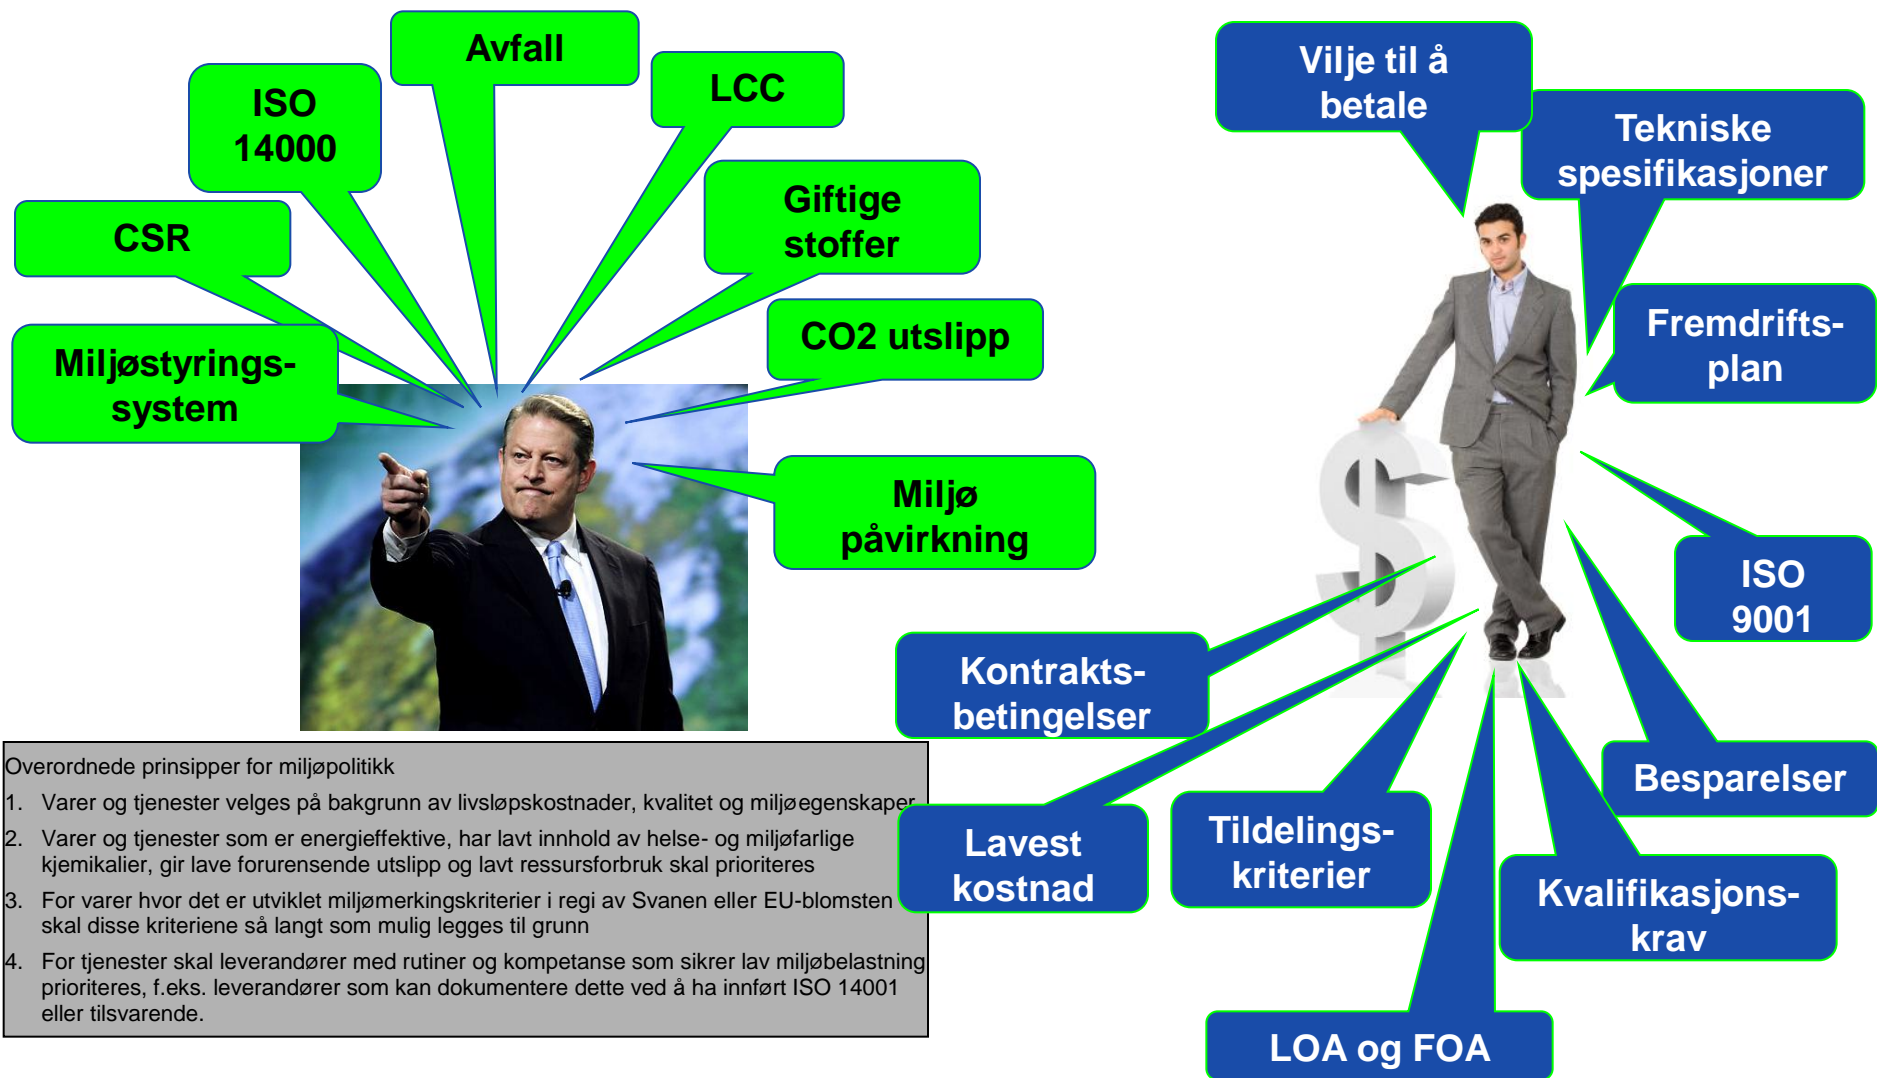 Avfall
ISO
14000
LCC
CSR
Giftige
stoffer
Miljøstyrings-
system
CO2 utslipp
Miljø
påvirkning
Vilje til å
betale
Tekniske
spesifikasjoner
Fremdrifts-
plan
ISO
9001
Kontrakts-
betingelser
Besparelser
Lavest
kostnad
Tildelings-
kriterier
Kvalifikasjons-
krav
LOA og FOA
Overordnede prinsipper for miljøpolitikk
1. Varer og tjenester velges på bakgrunn av livsløpskostnader, kvalitet og miljøegenskaper
2. Varer og tjenester som er energieffektive, har lavt innhold av helse- og miljøfarlige
kjemikalier, gir lave forurensende utslipp og lavt ressursforbruk skal prioriteres
3. For varer hvor det er utviklet miljømerkingskriterier i regi av Svanen eller EU-blomsten
skal disse kriteriene så langt som mulig legges til grunn
4. For tjenester skal leverandører med rutiner og kompetanse som sikrer lav miljøbelastning
prioriteres, f.eks. leverandører som kan dokumentere dette ved å ha innført ISO 14001
eller tilsvarende.